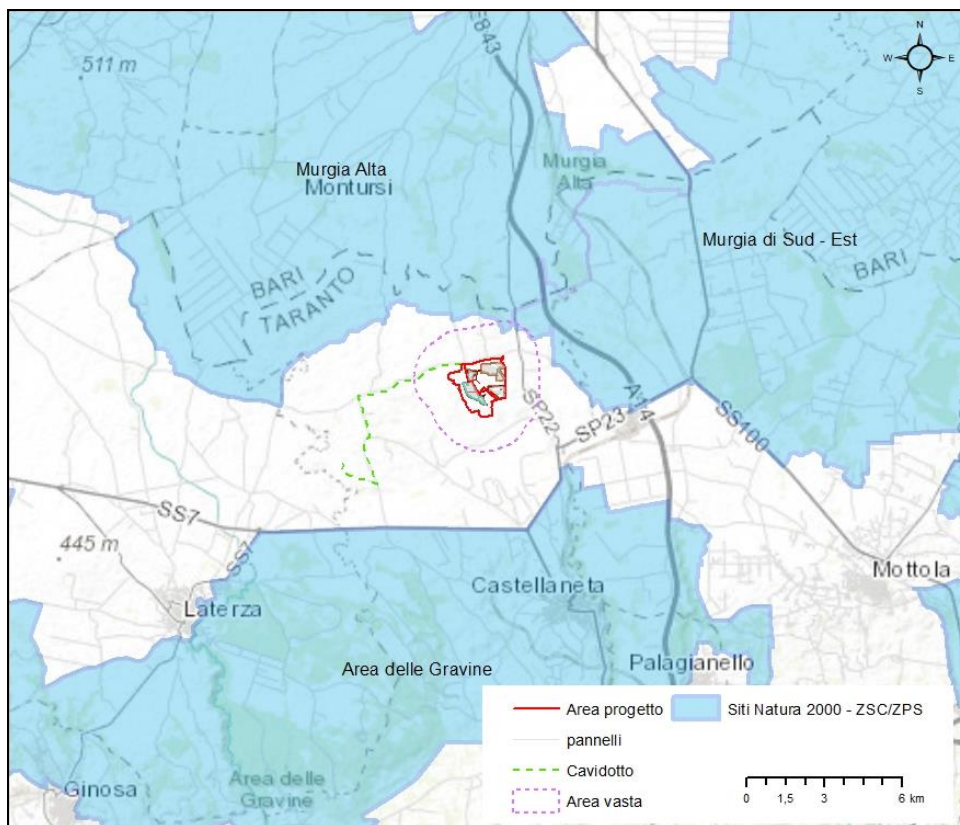 N
W E
S
E843
511 m
Murgia Alta
Montursi
Murgia
Alta
Murgia di Sud - Est
BARI
BARI
TARANTO
SP22
SP23
A14
SS100
SS7
SS7
445 m
Mottola
Castellaneta
Laterza
Area delle Gravine
Palagianello
Ginosa
Area delle
Gravine
Area progetto
Siti Natura 2000 - ZSC/ZPS
pannelli
Cavidotto
Area vasta
0 1,5 3 6 km